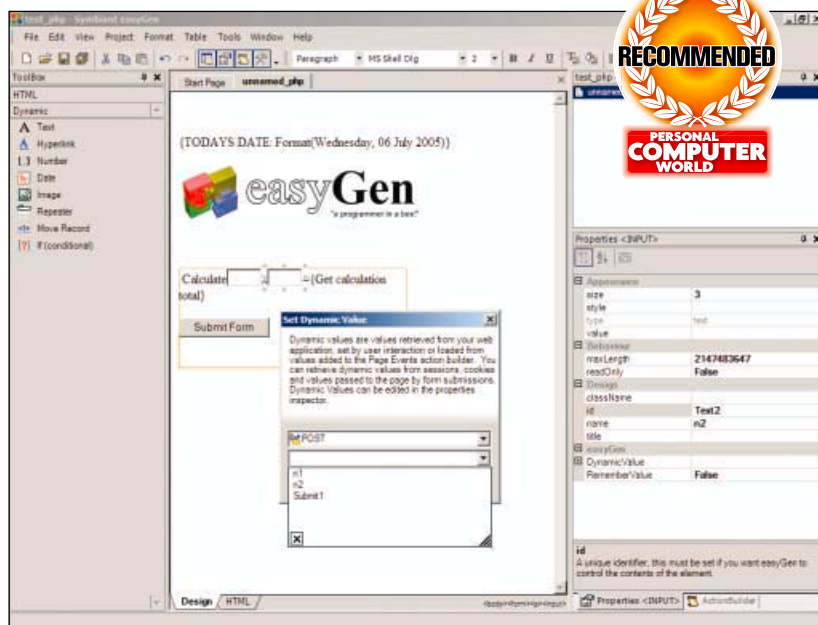 test_php - Symbiont easyGen
File Edit View Project Format Table Tools Window Help
Paragraph MS Shell Dlg 2 B I U
ToolBox
HTML
Dynamic
A Text
A Hyperlink
1.3 Number
Date
Image
Repeater
Move Record
[?] If (conditional)
Start Page unnamed_php
{TODAYS DATE: Format(Wednesday, 06 July 2005)}
easyGen
"a programmer in a box"
Calculate
={Get calculation
total}
Submit Form
Set Dynamic Value
Dynamic values are values retrieved from your web
application, set by user interaction or loaded from
values added to the Page Events action builder. You
can retrieve dynamic values from sessions, cookies
and values passed to the page by form submissions.
Dynamic Values can be edited in the properties
inspector.
POST
n1
n2
Submit1
Design HTML
RECOMMENDED
PERSONAL
COMPUTER
WORLD
test_php
Properties <INPUT>
Appearance
size 3
style
type text
value
Behaviour
maxLength 2147483647
readOnly False
Design
className
id Text2
name n2
title
easyGen
DynamicValue
RememberValue False
id
A unique identifier, this must be set if you want easyGen to
control the contents of the element.
Properties <INPUT> ActionBuilder